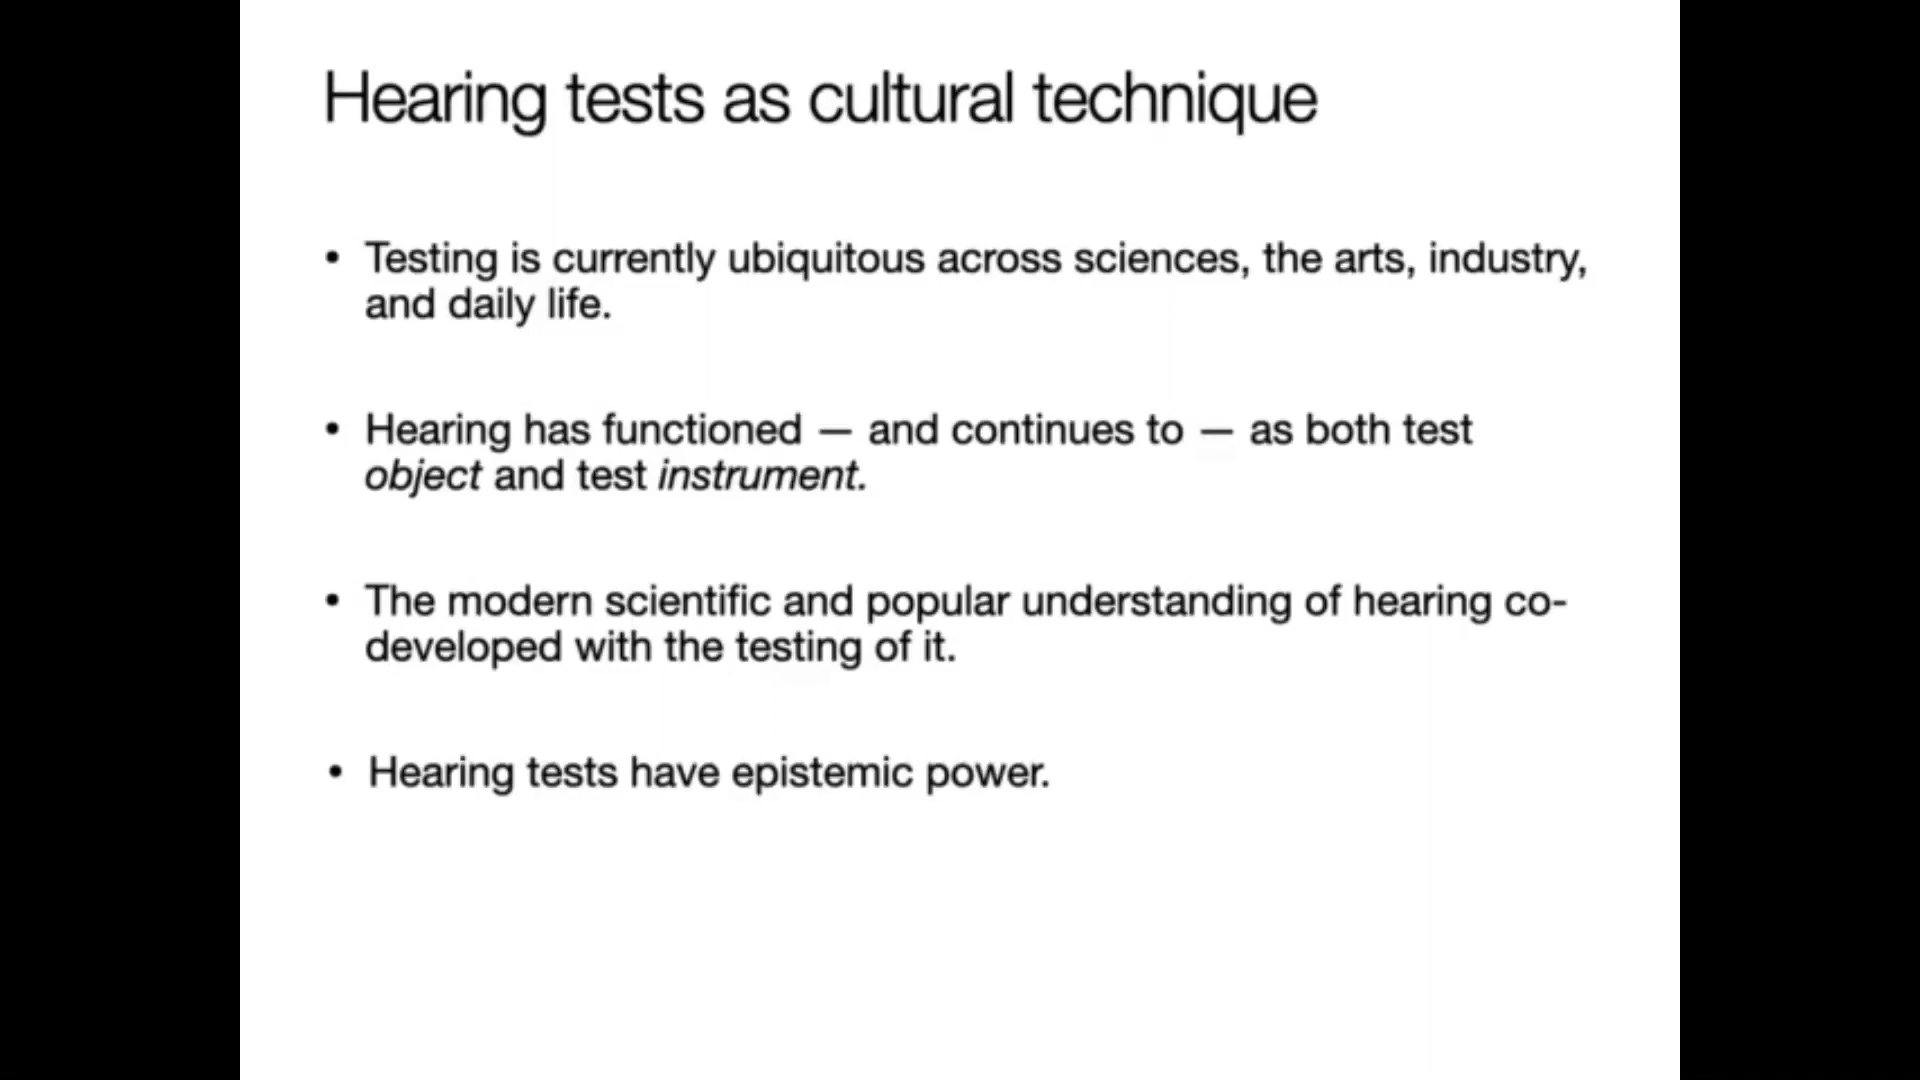 Hearing tests as cultural technique
• Testing is currently ubiquitous across sciences, the arts, industry,
and daily life.
• Hearing has functioned — and continues to — as both test
object and test instrument.
• The modern scientific and popular understanding of hearing co-
developed with the testing of it.
• Hearing tests have epistemic power.